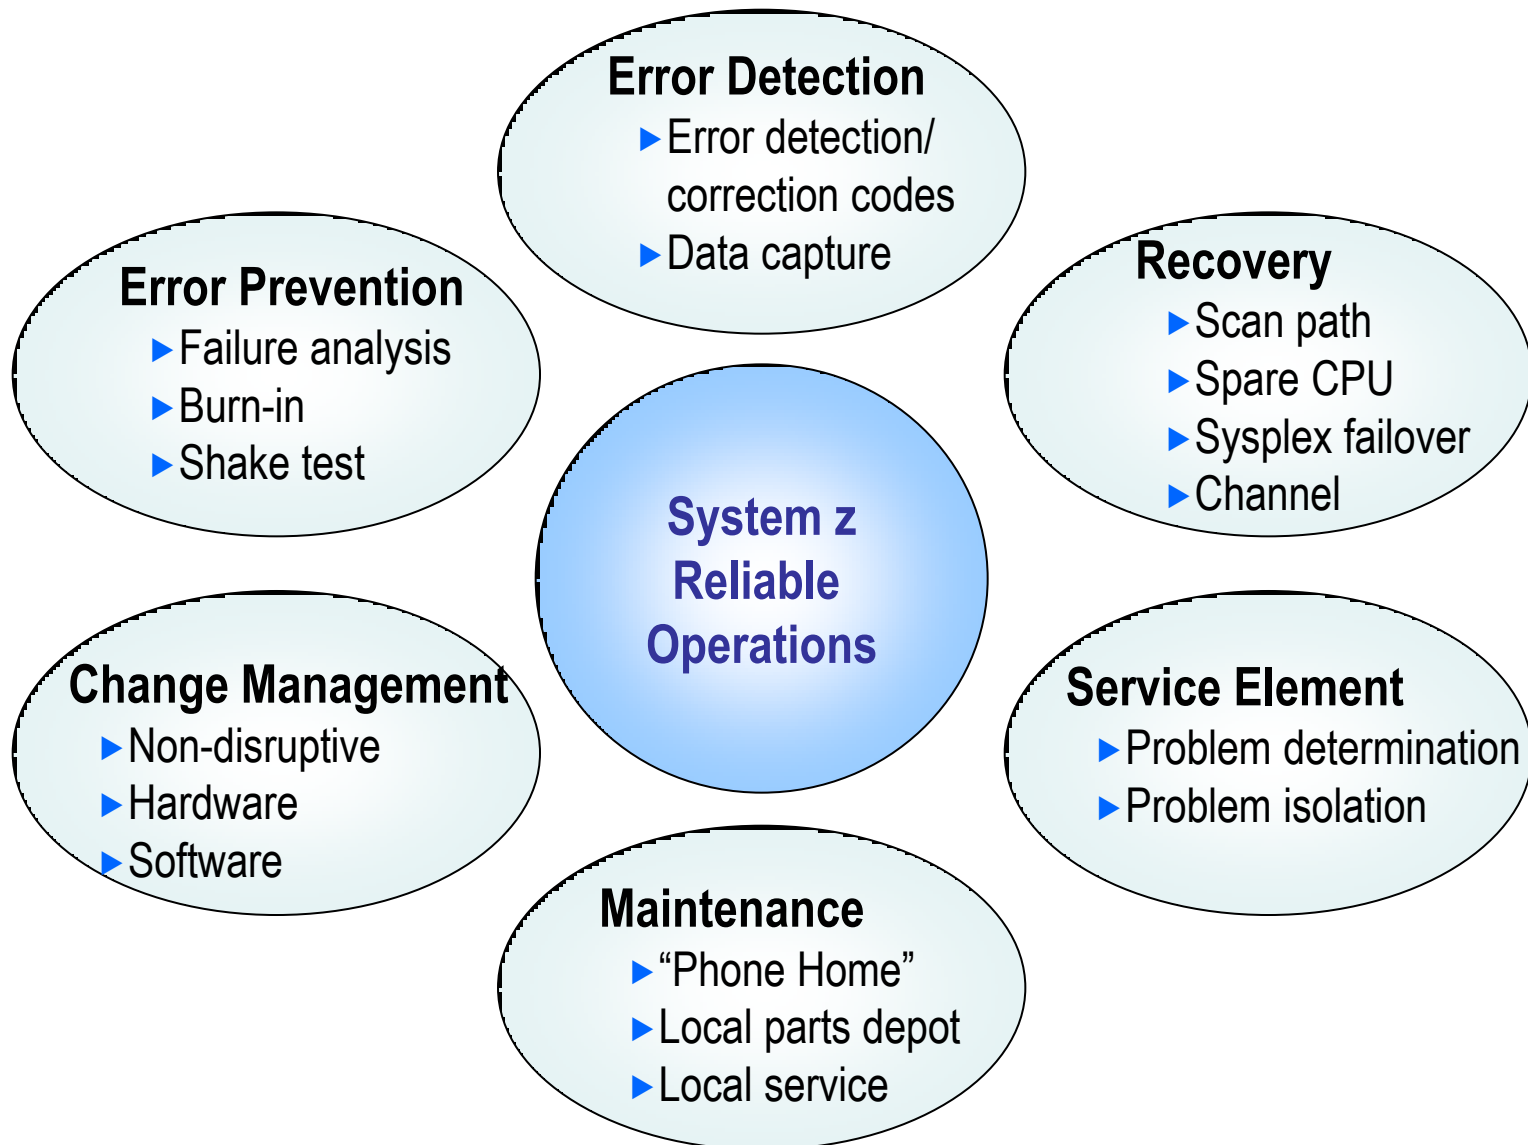 Error Detection
Error detection/
correction codes
Data capture
Error Prevention
Failure analysis
Burn-in
Shake test
Recovery
Scan path
Spare CPU
Sysplex failover
Channel
System z
Reliable
Operations
Change Management
Non-disruptive
Hardware
Software
Service Element
Problem determination
Problem isolation
Maintenance
“Phone Home”
Local parts depot
Local service